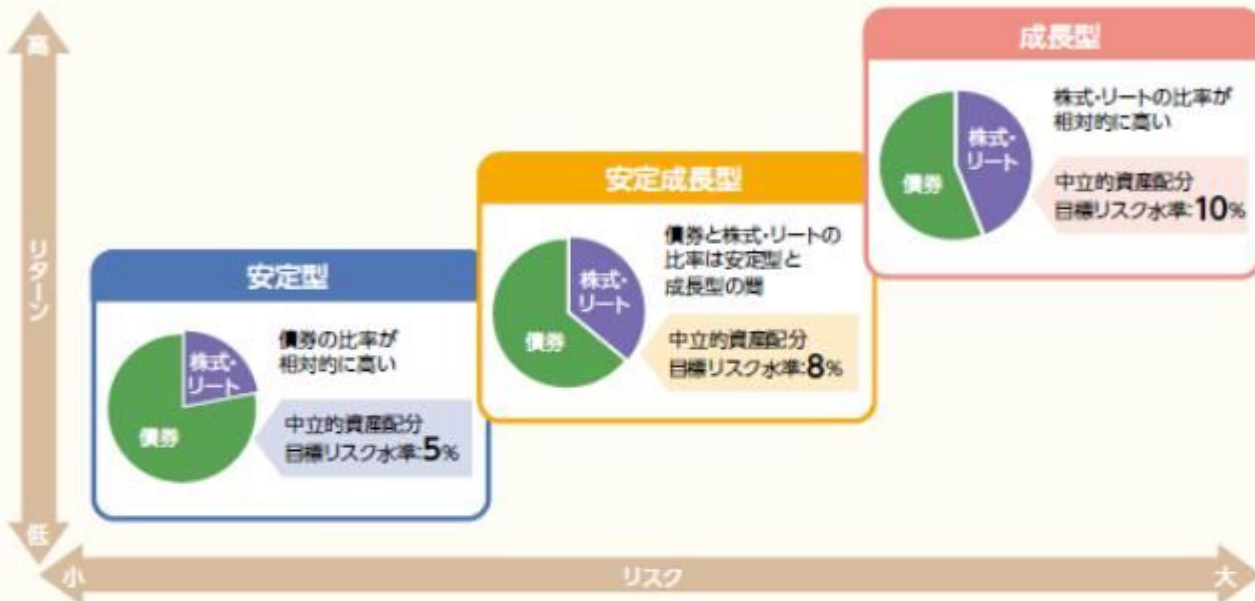 高
リターン
低
小
リスク
大
安定型
株式・
リート
債券
債券の比率が
相対的に高い
中立的資産配分
目標リスク水準:5%
安定成長型
株式・
リート
債券
債券と株式・リートの
比率は安定型と
成長型の間
中立的資産配分
目標リスク水準:8%
成長型
株式・
リート
債券
株式・リートの比率が
相対的に高い
中立的資産配分
目標リスク水準:10%